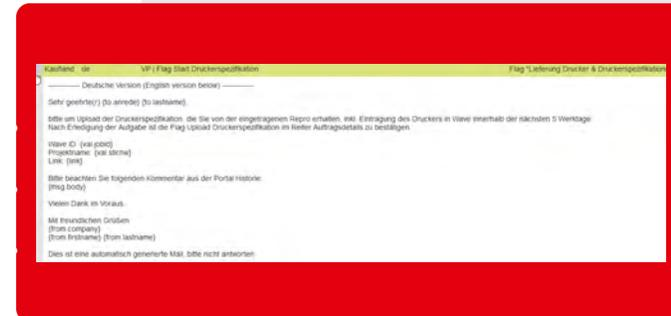 Kaufland de VP | Flag Start Druckerspezifikation Flag "Lieferung Drucker & Druckerspezifikation
---------- Deutsche Version (English version below) ----------
Sehr geehrte(r) {to anrede} {to lastname},
bitte um Upload der Druckerspezifikation, die Sie von der eingetragenen Repro erhalten, inkl. Eintragung des Druckers in Wave innerhalb der nächsten 5 Werktage.
Nach Erledigung der Aufgabe ist die Flag Upload Druckerspezifikation im Reiter Auftragsdetails zu bestätigen.
Wave ID: {val.jobid}
Projektname: {val.stichw}
Link: {link}
Bitte beachten Sie folgenden Kommentar aus der Portal Historie:
{msg.body}
Vielen Dank im Voraus.
Mit freundlichen Grüßen
{from company}
{from firstname} {from lastname}
Dies ist eine automatisch generierte Mail, bitte nicht antworten.